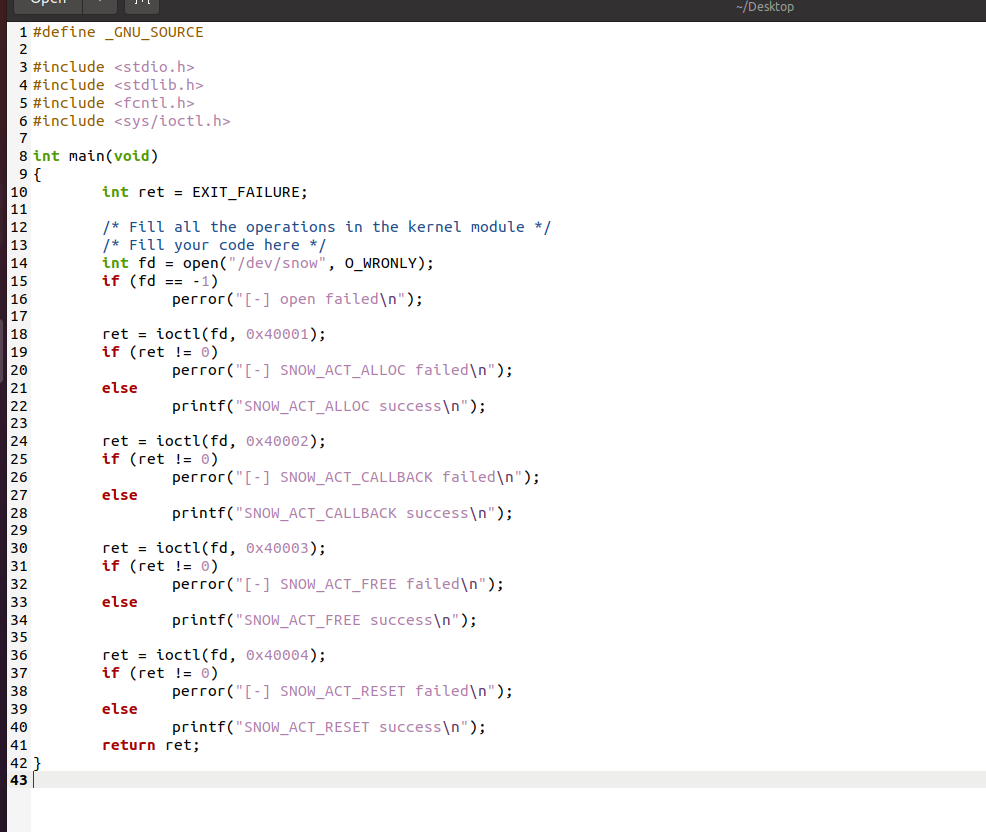 Open
~/Desktop
1 #define _GNU_SOURCE
2
3 #include <stdio.h>
4 #include <stdlib.h>
5 #include <fcntl.h>
6 #include <sys/ioctl.h>
7
8 int main(void)
9 {
10 int ret = EXIT_FAILURE;
11
12 /* Fill all the operations in the kernel module */
13 /* Fill your code here */
14 int fd = open("/dev/snow", O_WRONLY);
15 if (fd == -1)
16 perror("[-] open failed\n");
17
18 ret = ioctl(fd, 0x40001);
19 if (ret != 0)
20 perror("[-] SNOW_ACT_ALLOC failed\n");
21 else
22 printf("SNOW_ACT_ALLOC success\n");
23
24 ret = ioctl(fd, 0x40002);
25 if (ret != 0)
26 perror("[-] SNOW_ACT_CALLBACK failed\n");
27 else
28 printf("SNOW_ACT_CALLBACK success\n");
29
30 ret = ioctl(fd, 0x40003);
31 if (ret != 0)
32 perror("[-] SNOW_ACT_FREE failed\n");
33 else
34 printf("SNOW_ACT_FREE success\n");
35
36 ret = ioctl(fd, 0x40004);
37 if (ret != 0)
38 perror("[-] SNOW_ACT_RESET failed\n");
39 else
40 printf("SNOW_ACT_RESET success\n");
41 return ret;
42 }
43